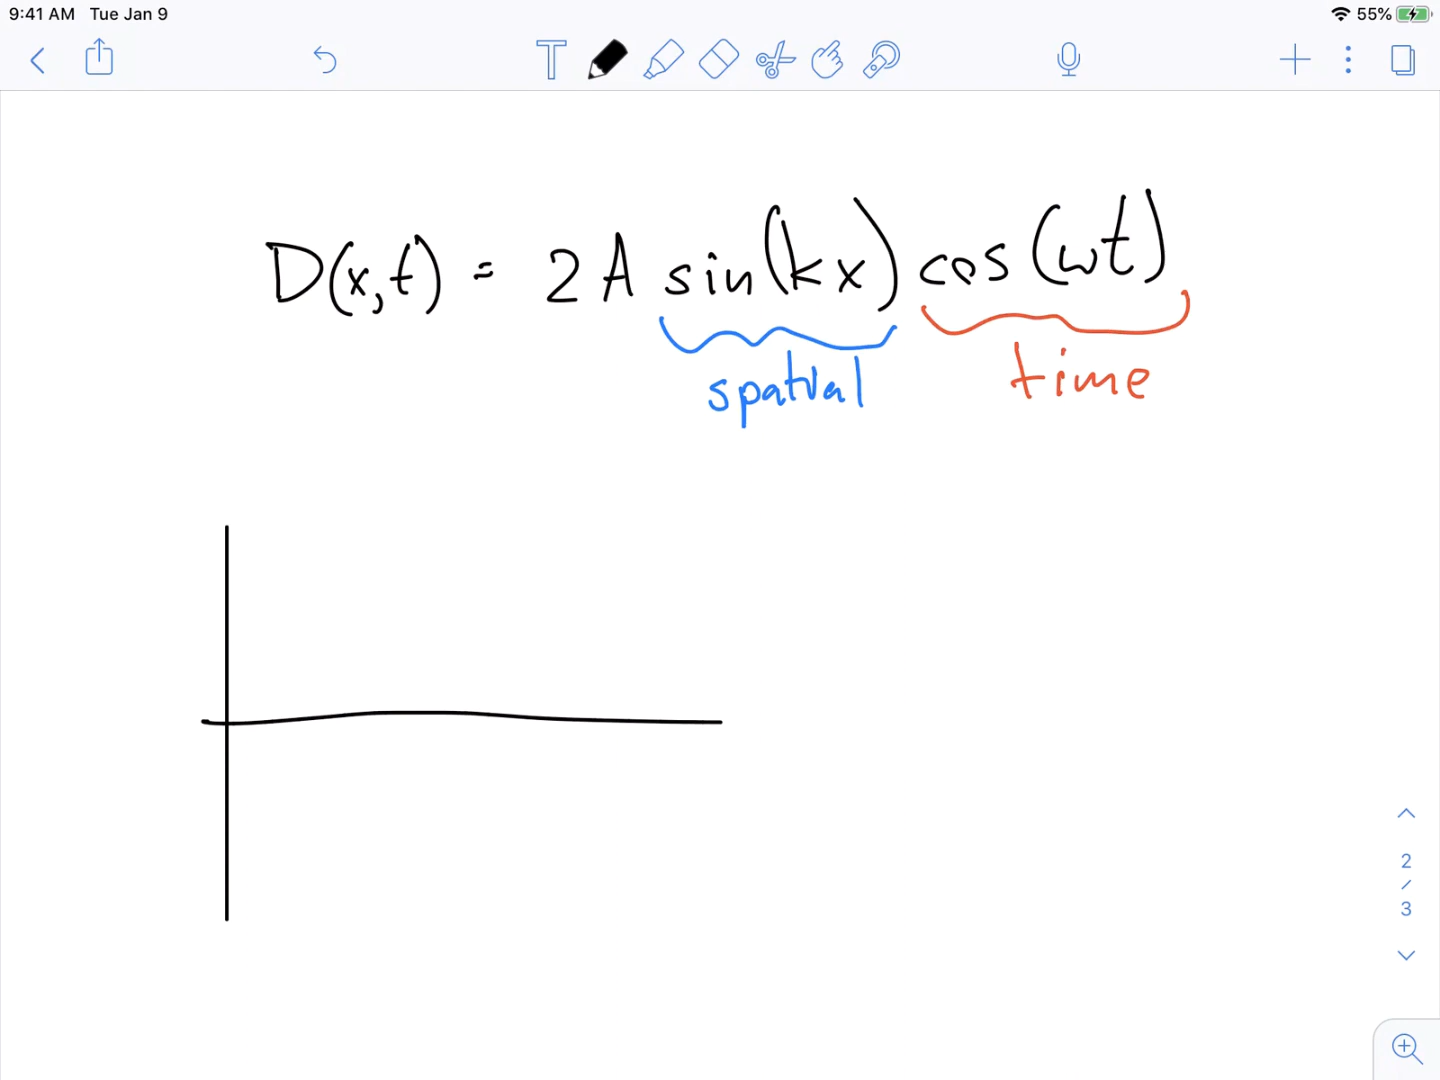 9:41 AM Tue Jan 9 55%
T
D(x,t) = 2A sin(kx) cos(ωt)
spatial time
2
/
3